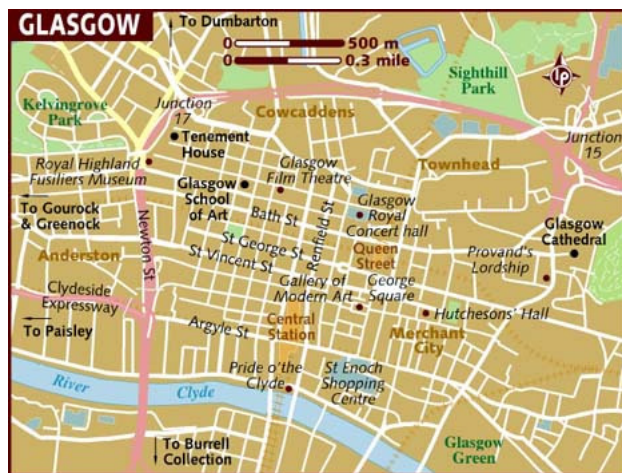 GLASGOW
To Dumbarton
0 500 m
0 0.3 mile
Sighthill
Park
lp
Kelvingrove
Park
Junction
17
Cowcaddens
Tenement
House
Junction
15
Royal Highland
Fusiliers Museum
Glasgow
Film Theatre
Townhead
Glasgow
School
of Art
Glasgow
Royal
Concert hall
To Gourock
& Greenock
Bath St
Renfield St
Newton St
St George St
St Vincent St
Queen
Street
Glasgow
Cathedral
Provand's
Lordship
Anderston
Gallery of
Modern Art
George
Square
Clydeside
Expressway
Hutchesons' Hall
To Paisley
Argyle St
Central
Station
Merchant
City
Pride o'the
Clyde
St Enoch
Shopping
Centre
River Clyde
To Burrell
Collection
Glasgow
Green